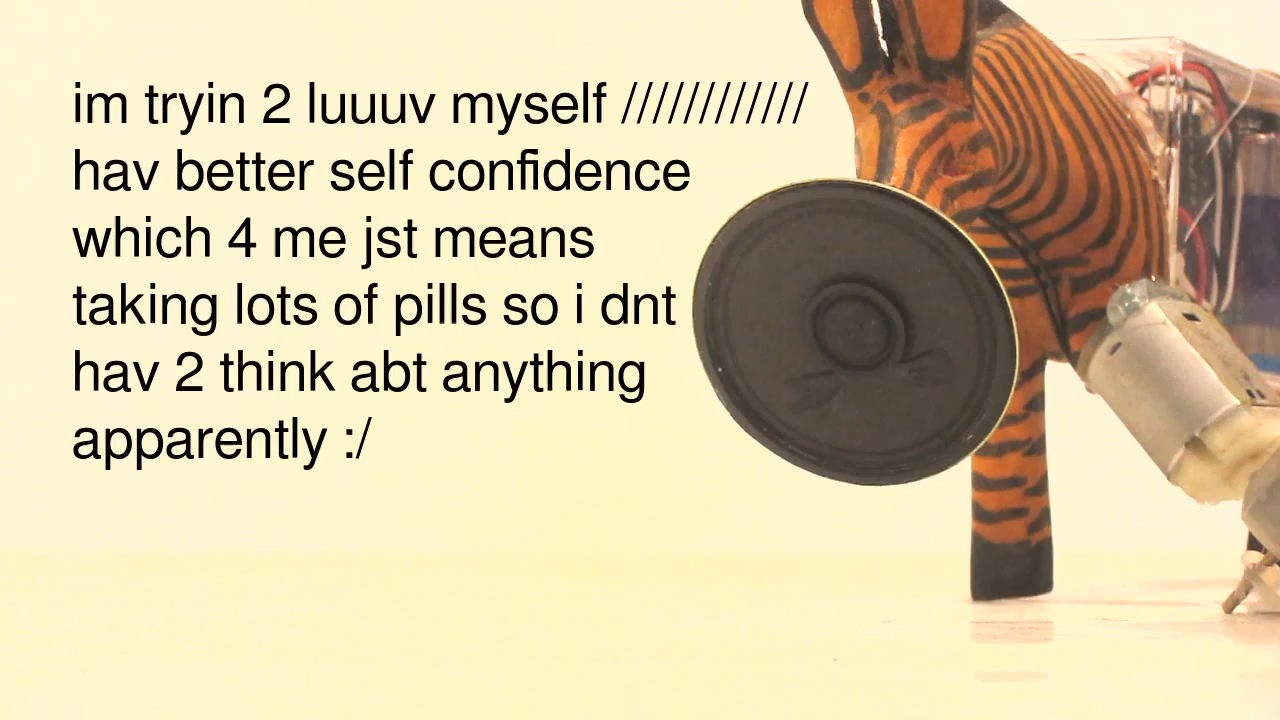 im tryin 2 luuuv myself ////////////
hav better self confidence
which 4 me jst means
taking lots of pills so i dnt
hav 2 think abt anything
apparently :/